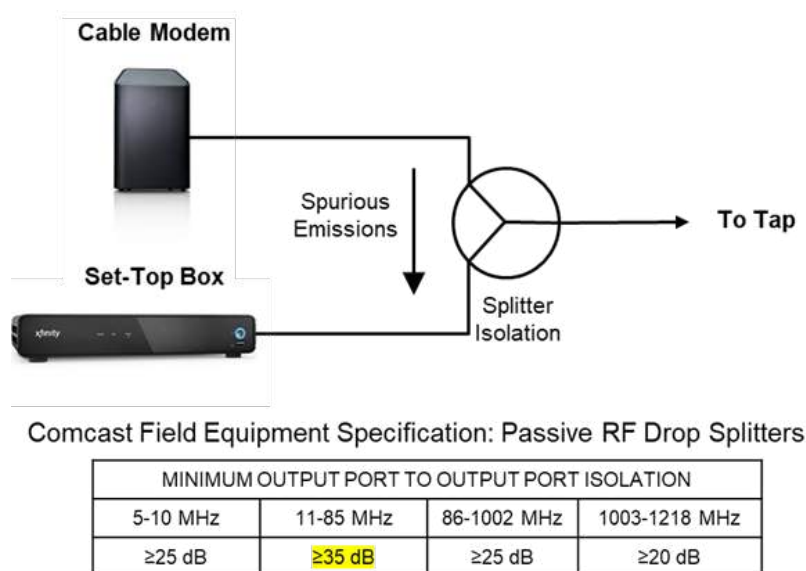 Cable Modem
Spurious
Emissions
To Tap
Set-Top Box
Splitter
Isolation
xfinity
Comcast Field Equipment Specification: Passive RF Drop Splitters
MINIMUM OUTPUT PORT TO OUTPUT PORT ISOLATION
5-10 MHz 11-85 MHz 86-1002 MHz 1003-1218 MHz
≥25 dB ≥35 dB ≥25 dB ≥20 dB